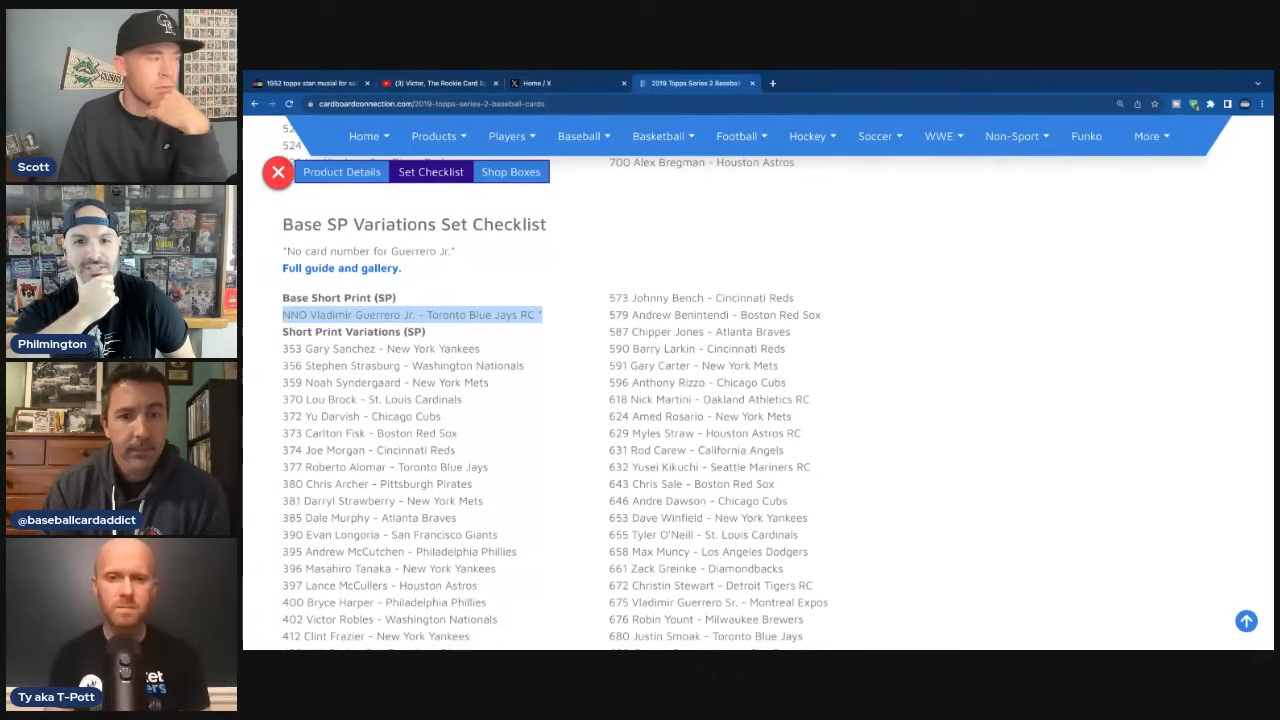 Scott
Philmington
@baseballcardaddict
Ty aka T-Pott
1952 topps stan musial for sa
(3) Victor, The Rookie Card S
Home / X
2019 Topps Series 2 Baseball
cardboardconnection.com/2019-topps-series-2-baseball-cards
Home
Products
Players
Baseball
Basketball
Football
Hockey
Soccer
WWE
Non-Sport
Funko
More
524
700 Alex Bregman - Houston Astros
Product Details
Set Checklist
Shop Boxes
Base SP Variations Set Checklist
"No card number for Guerrero Jr."
Full guide and gallery.
Base Short Print (SP)
NNO Vladimir Guerrero Jr. - Toronto Blue Jays RC *
Short Print Variations (SP)
353 Gary Sanchez - New York Yankees
356 Stephen Strasburg - Washington Nationals
359 Noah Syndergaard - New York Mets
370 Lou Brock - St. Louis Cardinals
372 Yu Darvish - Chicago Cubs
373 Carlton Fisk - Boston Red Sox
374 Joe Morgan - Cincinnati Reds
377 Roberto Alomar - Toronto Blue Jays
380 Chris Archer - Pittsburgh Pirates
381 Darryl Strawberry - New York Mets
385 Dale Murphy - Atlanta Braves
390 Evan Longoria - San Francisco Giants
395 Andrew McCutchen - Philadelphia Phillies
396 Masahiro Tanaka - New York Yankees
397 Lance McCullers - Houston Astros
400 Bryce Harper - Philadelphia Phillies
402 Victor Robles - Washington Nationals
412 Clint Frazier - New York Yankees
573 Johnny Bench - Cincinnati Reds
579 Andrew Benintendi - Boston Red Sox
587 Chipper Jones - Atlanta Braves
590 Barry Larkin - Cincinnati Reds
591 Gary Carter - New York Mets
596 Anthony Rizzo - Chicago Cubs
618 Nick Martini - Oakland Athletics RC
624 Amed Rosario - New York Mets
629 Myles Straw - Houston Astros RC
631 Rod Carew - California Angels
632 Yusei Kikuchi - Seattle Mariners RC
643 Chris Sale - Boston Red Sox
646 Andre Dawson - Chicago Cubs
653 Dave Winfield - New York Yankees
655 Tyler O'Neill - St. Louis Cardinals
658 Max Muncy - Los Angeles Dodgers
661 Zack Greinke - Diamondbacks
672 Christin Stewart - Detroit Tigers RC
675 Vladimir Guerrero Sr. - Montreal Expos
676 Robin Yount - Milwaukee Brewers
680 Justin Smoak - Toronto Blue Jays